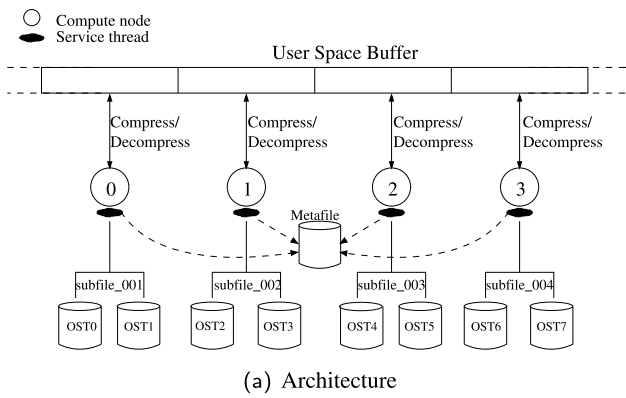 Compute node
Service thread
User Space Buffer
Compress/ Compress/ Compress/ Compress/
Decompress Decompress Decompress Decompress
0 1 2 3
Metafile
subfile_001 subfile_002 subfile_003 subfile_004
OST0 OST1 OST2 OST3 OST4 OST5 OST6 OST7
(a) Architecture